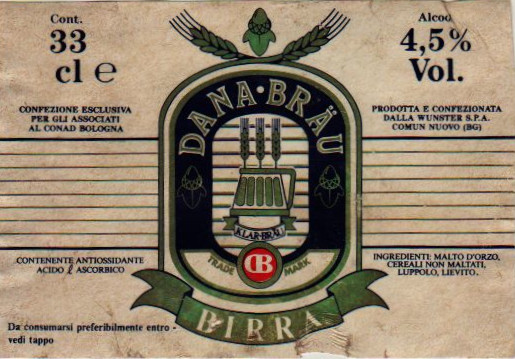 Cont.
33
cl e
Alcool
4,5%
Vol.
CONFEZIONE ESCLUSIVA
PER GLI ASSOCIATI
AL CONAD BOLOGNA
PRODOTTA E CONFEZIONATA
DALLA WUNSTER S.P.A.
COMUN NUOVO (BG)
DANA·BRÄU
KLAR-BRÄU
TRADE MARK
DB
BIRRA
CONTENENTE ANTIOSSIDANTE
ACIDO l ASCORBICO
INGREDIENTI: MALTO D'ORZO,
CEREALI NON MALTATI,
LUPPOLO, LIEVITO.
Da consumarsi preferibilmente entro -
vedi tappo